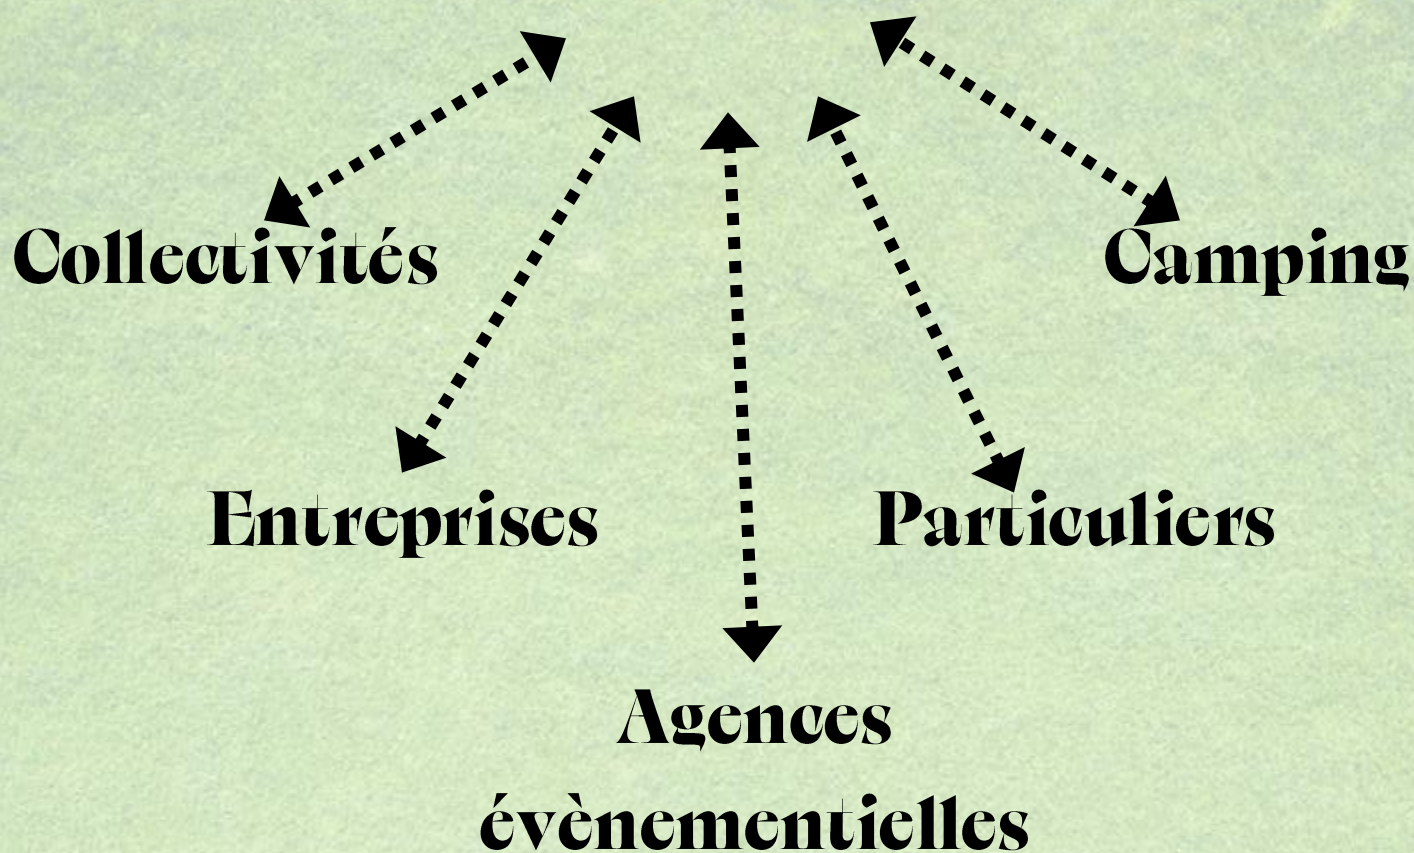 Collectivités
Camping
Entreprises
Particuliers
Agences
évènementielles